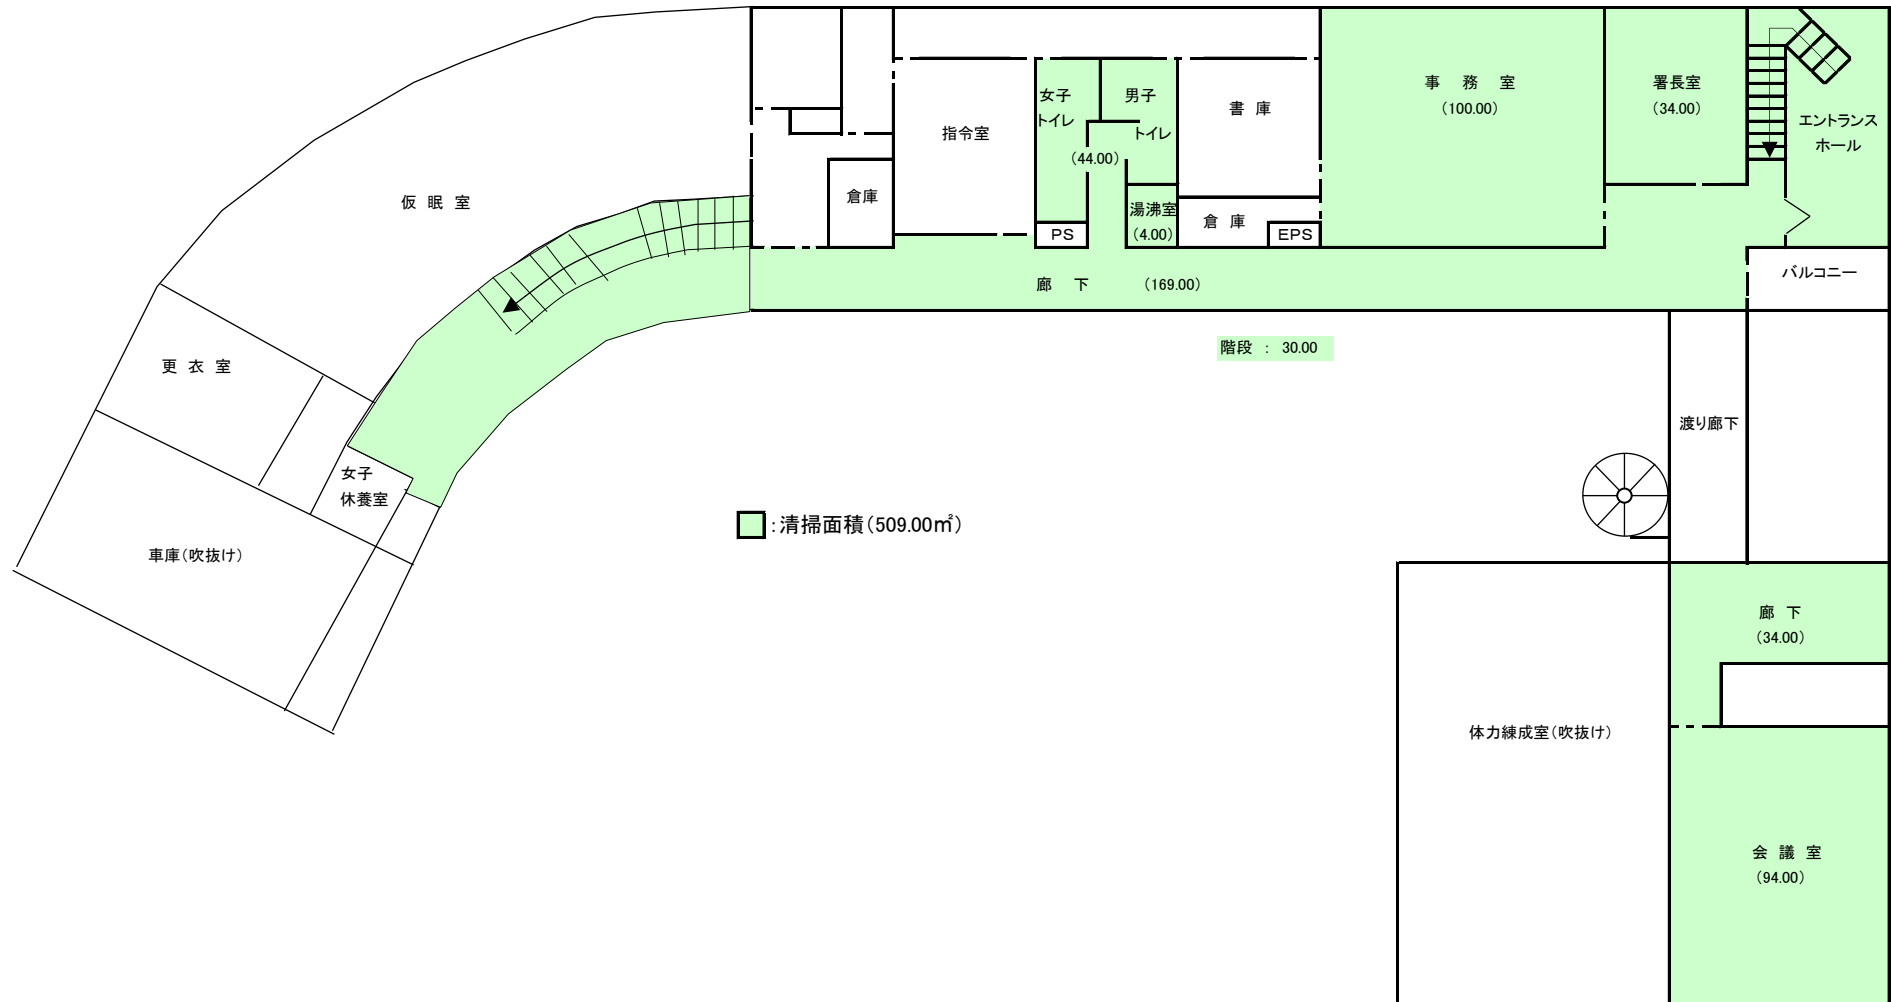 事 務 室
(100.00)
署長室
(34.00)
エントランス
ホール
女子
トイレ
男子
トイレ
(44.00)
書 庫
指令室
倉庫
仮 眠 室
湯沸室
(4.00)
倉 庫
PS
EPS
廊 下 (169.00)
バルコニー
階段 : 30.00
更 衣 室
渡り廊下
女子
休養室
:清掃面積(509.00㎡)
車庫(吹抜け)
廊 下
(34.00)
体力練成室(吹抜け)
会 議 室
(94.00)